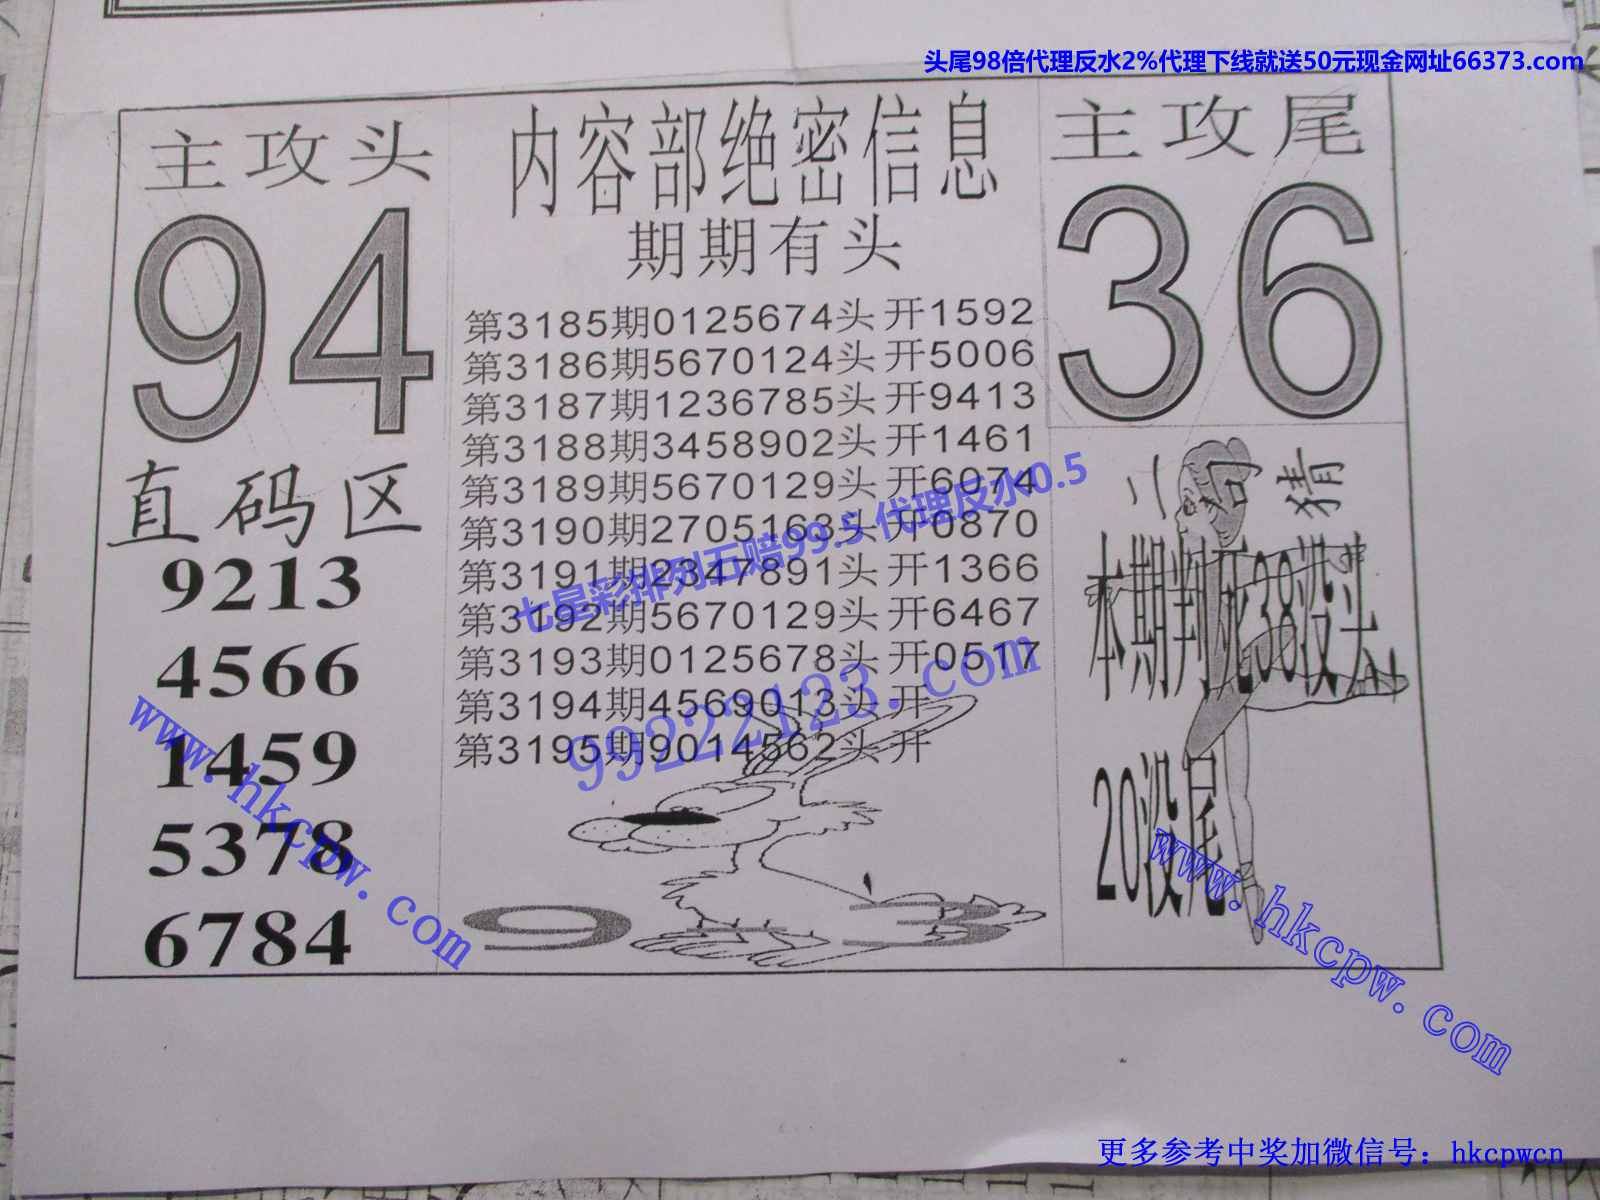 头尾98倍代理反水2%代理下线就送50元现金网址66373.com
主攻头
94
内容部绝密信息
期期有头
主攻尾
36
第3185期0125674头 开1592
第3186期5670124头 开5006
第3187期1236785头 开9413
第3188期3458902头 开1461
第3189期5670129头 开6074
第3190期2705163头 开0870
第3191期2347891头 开1366
第3192期5670129头 开6467
第3193期0125678头 开0517
第3194期4569013头 开
第3195期9014562头 开
七星彩排列五赔99.5 代理反水0.5
99222123.com
直码区
9213
4566
1459
5378
6784
www.hkcpw.com
9
3
二句猜
本期判死38没头
20没尾
www.hkcpw.com
更多参考中奖加微信号：hkcpwcn